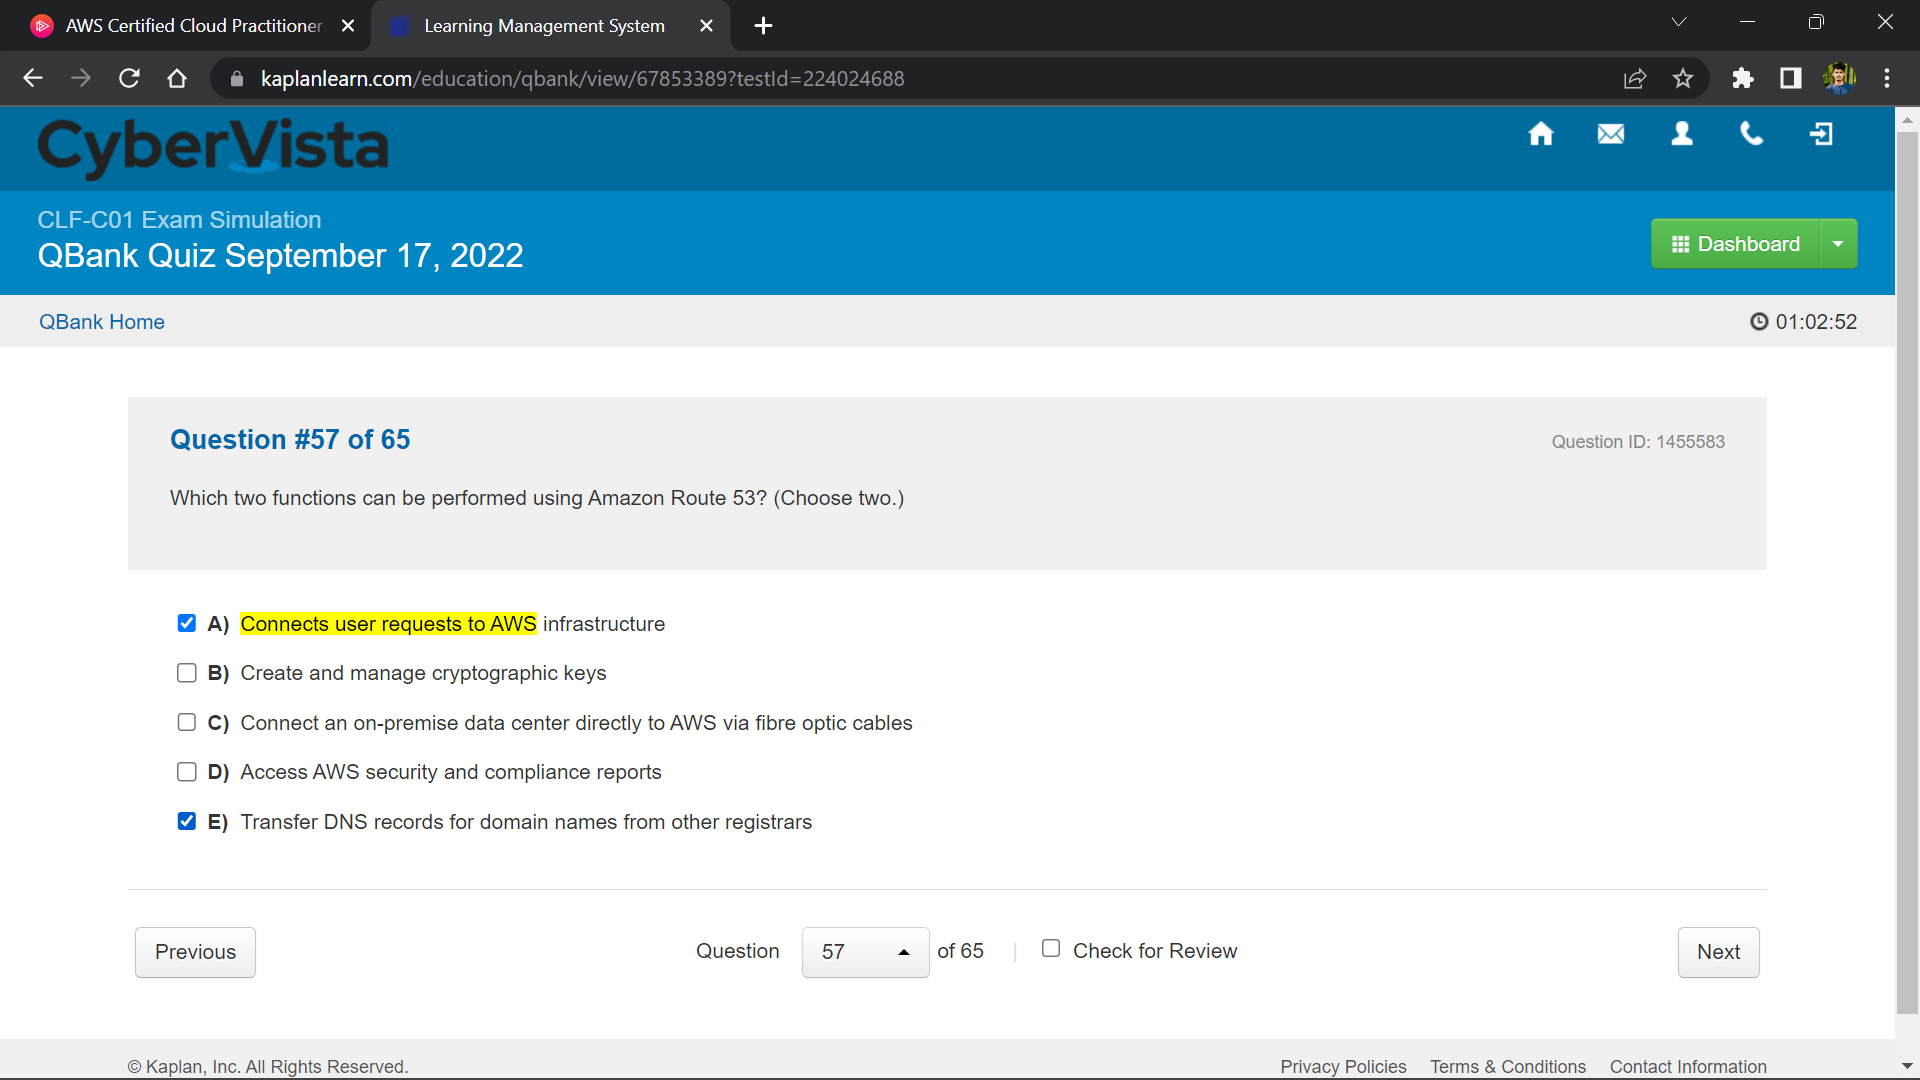 AWS Certified Cloud Practitioner
Learning Management System
kaplanlearn.com/education/qbank/view/67853389?testId=224024688
CyberVista
CLF-C01 Exam Simulation
QBank Quiz September 17, 2022
Dashboard
QBank Home
01:02:52
Question #57 of 65
Question ID: 1455583
Which two functions can be performed using Amazon Route 53? (Choose two.)
A) Connects user requests to AWS infrastructure
B) Create and manage cryptographic keys
C) Connect an on-premise data center directly to AWS via fibre optic cables
D) Access AWS security and compliance reports
E) Transfer DNS records for domain names from other registrars
Previous
Question 57 of 65 | Check for Review
Next
© Kaplan, Inc. All Rights Reserved.
Privacy Policies Terms & Conditions Contact Information